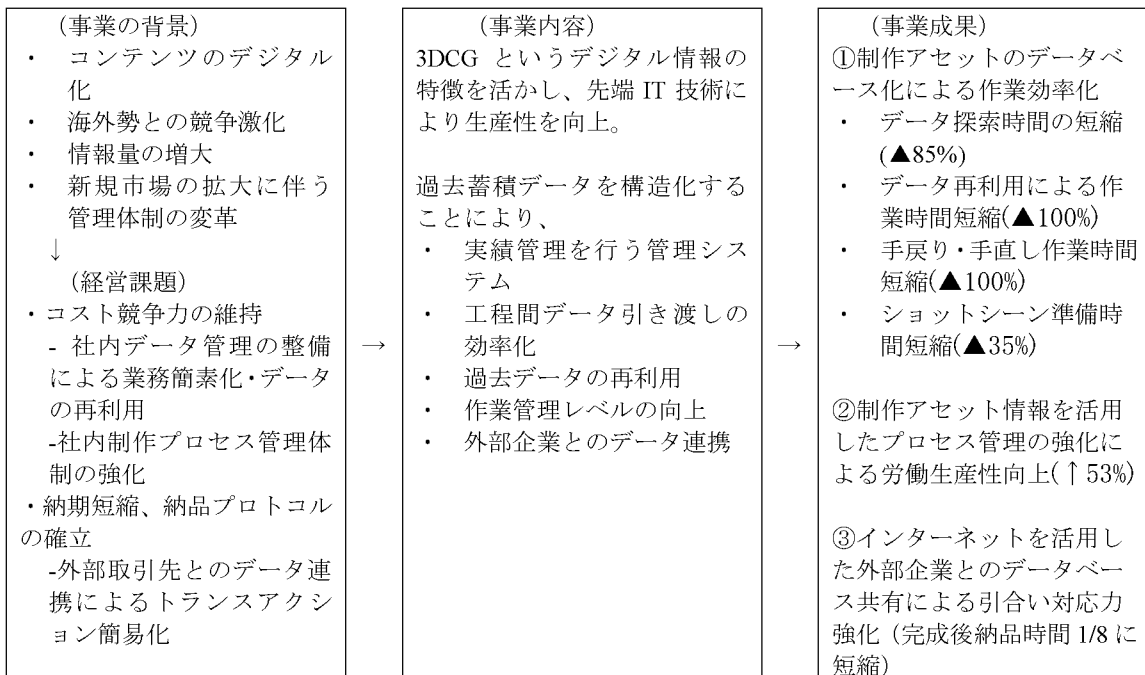 (事業の背景)
・ コンテンツのデジタル
化
・ 海外勢との競争激化
・ 情報量の増大
・ 新規市場の拡大に伴う
管理体制の変革
↓
(経営課題)
・コスト競争力の維持
- 社内データ管理の整備
による業務簡素化・データ
の再利用
-社内制作プロセス管理体
制の強化
・納期短縮、納品プロトコル
の確立
-外部取引先とのデータ連
携によるトランスアクシ
ョン簡易化
→
(事業内容)
3DCG というデジタル情報の
特徴を活かし、先端 IT 技術に
より生産性を向上。
過去蓄積データを構造化する
ことにより、
・ 実績管理を行う管理シス
テム
・ 工程間データ引き渡しの
効率化
・ 過去データの再利用
・ 作業管理レベルの向上
・ 外部企業とのデータ連携
→
(事業成果)
①制作アセットのデータベ
ース化による作業効率化
・ データ探索時間の短縮
(▲85%)
・ データ再利用による作
業時間短縮(▲100%)
・ 手戻り・手直し作業時間
短縮(▲100%)
・ ショットシーン準備時
間短縮(▲35%)
②制作アセット情報を活用
したプロセス管理の強化に
よる労働生産性向上(↑53%)
③インターネットを活用し
た外部企業とのデータベー
ス共有による引合い対応力
強化（完成後納品時間 1/8 に
短縮）